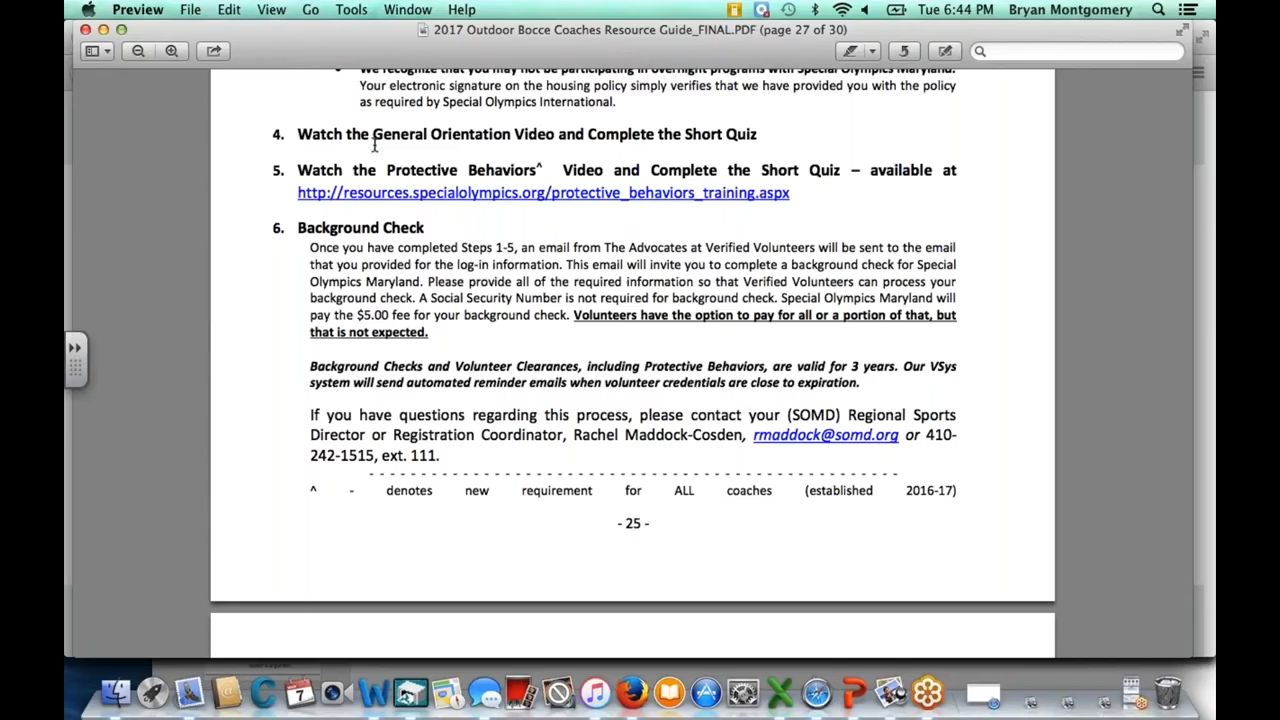 Preview File Edit View Go Tools Window Help Tue 6:44 PM Bryan Montgomery
2017 Outdoor Bocce Coaches Resource Guide_FINAL.PDF (page 27 of 30)
We recognize that you may not be participating in overnight programs with Special Olympics Maryland.
Your electronic signature on the housing policy simply verifies that we have provided you with the policy
as required by Special Olympics International.
4. Watch the General Orientation Video and Complete the Short Quiz
5. Watch the Protective Behaviors^ Video and Complete the Short Quiz – available at
http://resources.specialolympics.org/protective_behaviors_training.aspx
6. Background Check
Once you have completed Steps 1-5, an email from The Advocates at Verified Volunteers will be sent to the email
that you provided for the log-in information. This email will invite you to complete a background check for Special
Olympics Maryland. Please provide all of the required information so that Verified Volunteers can process your
background check. A Social Security Number is not required for background check. Special Olympics Maryland will
pay the $5.00 fee for your background check. Volunteers have the option to pay for all or a portion of that, but
that is not expected.
Background Checks and Volunteer Clearances, including Protective Behaviors, are valid for 3 years. Our VSys
system will send automated reminder emails when volunteer credentials are close to expiration.
If you have questions regarding this process, please contact your (SOMD) Regional Sports
Director or Registration Coordinator, Rachel Maddock-Cosden, rmaddock@somd.org or 410-
242-1515, ext. 111.
^ - denotes new requirement for ALL coaches (established 2016-17)
- 25 -
7